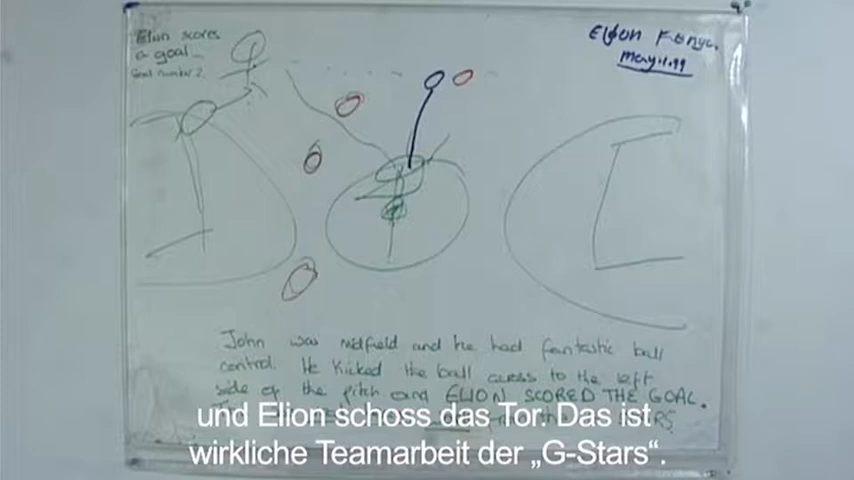 Elion scores
a goal...
Goal number 2.
Elion
May.1.99
John was midfield and he had fantastic ball
control. He kicked the ball across to the left
side of the pitch and ELION SCORED THE GOAL.
und Elion schoss das Tor. Das ist
wirkliche Teamarbeit der „G-Stars“.